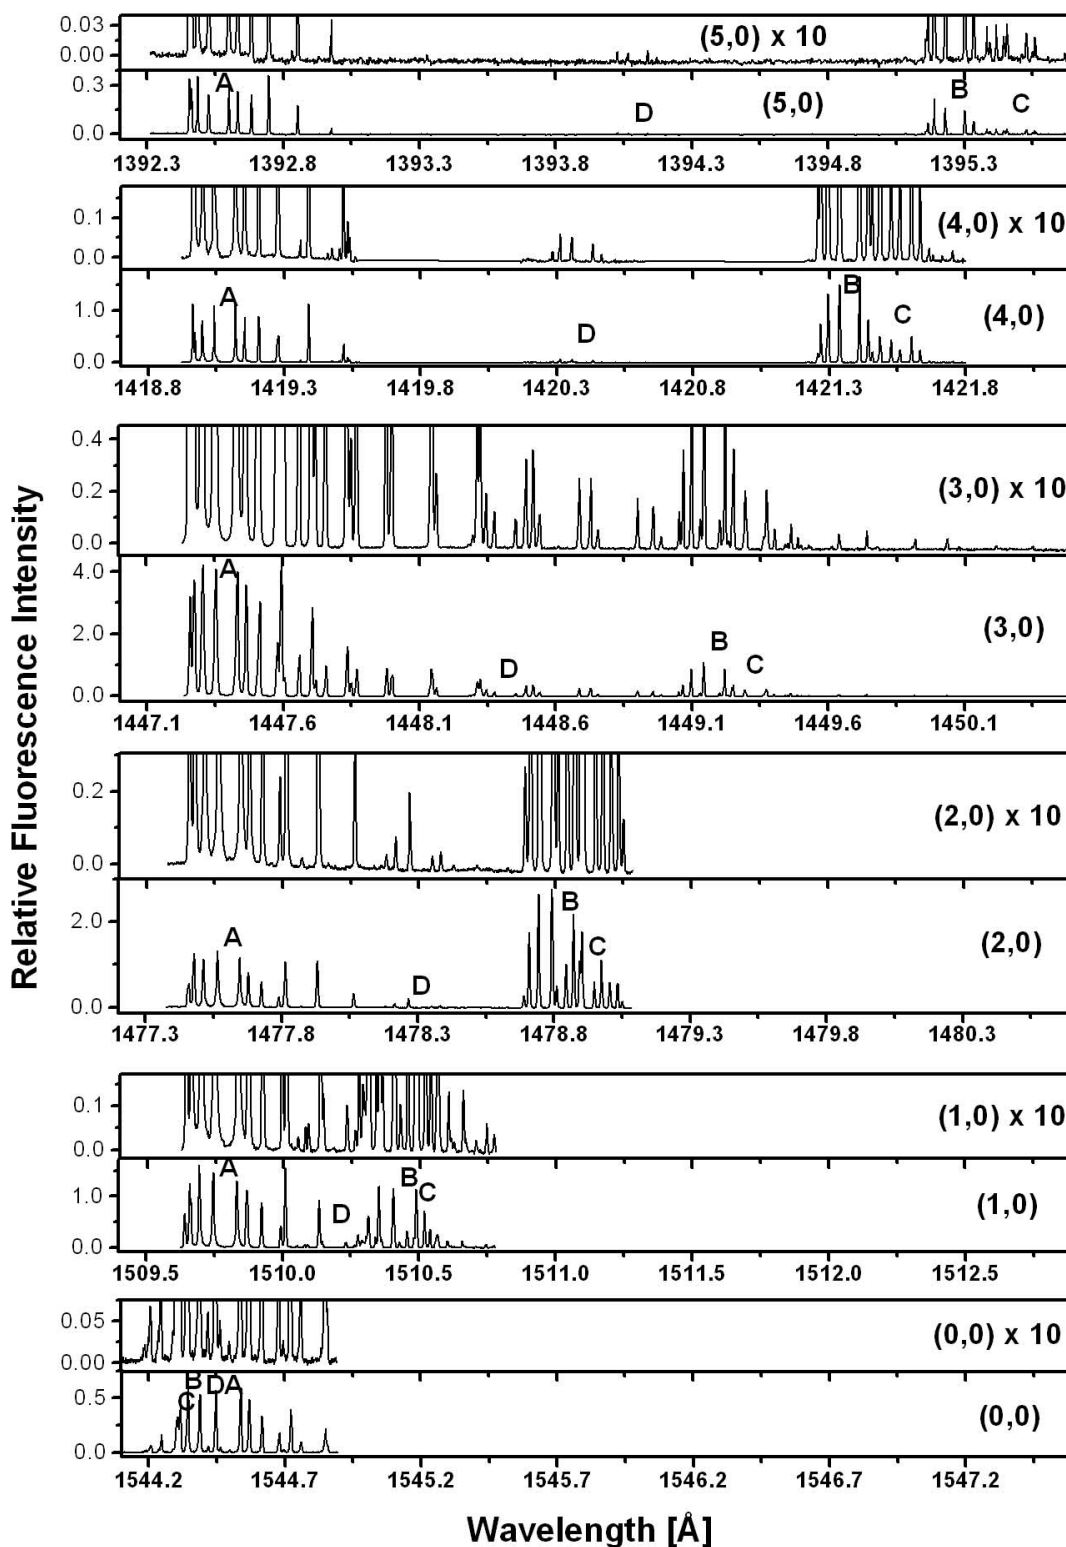 Relative Fluorescence Intensity
0.03
0.00
(5,0) x 10
0.3
0.0
A
D
(5,0)
B
C
1392.3 1392.8 1393.3 1393.8 1394.3 1394.8 1395.3
0.1
0.0
(4,0) x 10
1.0
0.0
A
D
B
C
(4,0)
1418.8 1419.3 1419.8 1420.3 1420.8 1421.3 1421.8
0.4
0.2
0.0
(3,0) x 10
4.0
2.0
0.0
A
D
B
C
(3,0)
1447.1 1447.6 1448.1 1448.6 1449.1 1449.6 1450.1
0.2
0.0
(2,0) x 10
2.0
0.0
A
D
B
C
(2,0)
1477.3 1477.8 1478.3 1478.8 1479.3 1479.8 1480.3
0.1
0.0
(1,0) x 10
1.0
0.0
A
D
B
C
(1,0)
1509.5 1510.0 1510.5 1511.0 1511.5 1512.0 1512.5
0.05
0.00
(0,0) x 10
0.5
0.0
B
C
D
A
(0,0)
1544.2 1544.7 1545.2 1545.7 1546.2 1546.7 1547.2
Wavelength [Å]